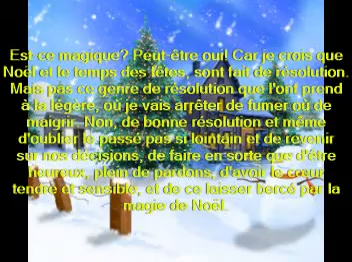 Est-ce magique? Peut-être oui! Car je crois que
Noël et le temps des fêtes, sont fait de résolution.
Mais pas ce genre de résolution que l'ont prend
à la légère, où je vais arrêter de fumer ou de
maigrir. Non, de bonne résolution et même
d'oublier le passé pas si lointain et de revenir
sur nos décisions, de faire en sorte que d'être
heureux, plein de pardons, d'avoir le cœur
tendre et sensible, et de ce laisser bercé par la
magie de Noël.